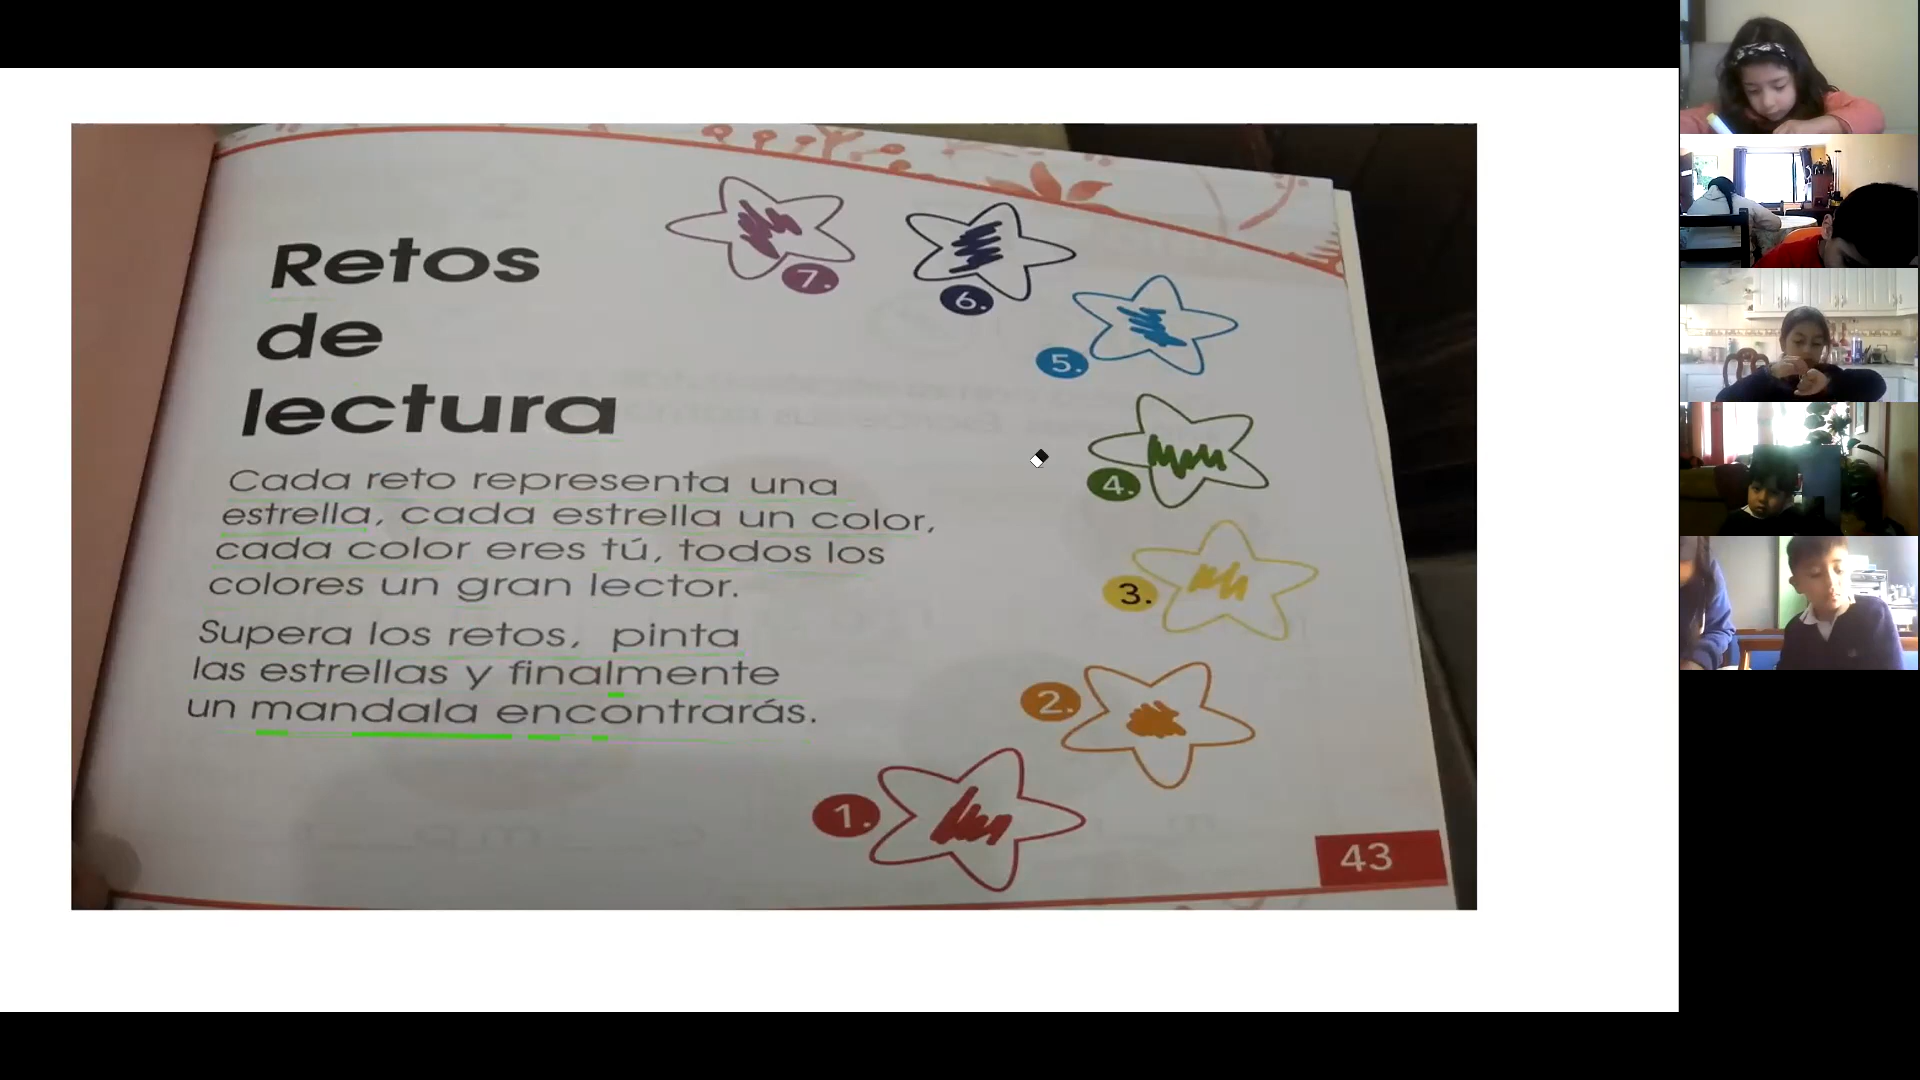 Retos
de
lectura
Cada reto representa una
estrella, cada estrella un color,
cada color eres tú, todos los
colores un gran lector.
Supera los retos, pinta
las estrellas y finalmente
un mandala encontrarás.
7.
6.
5.
4.
3.
2.
1.
43